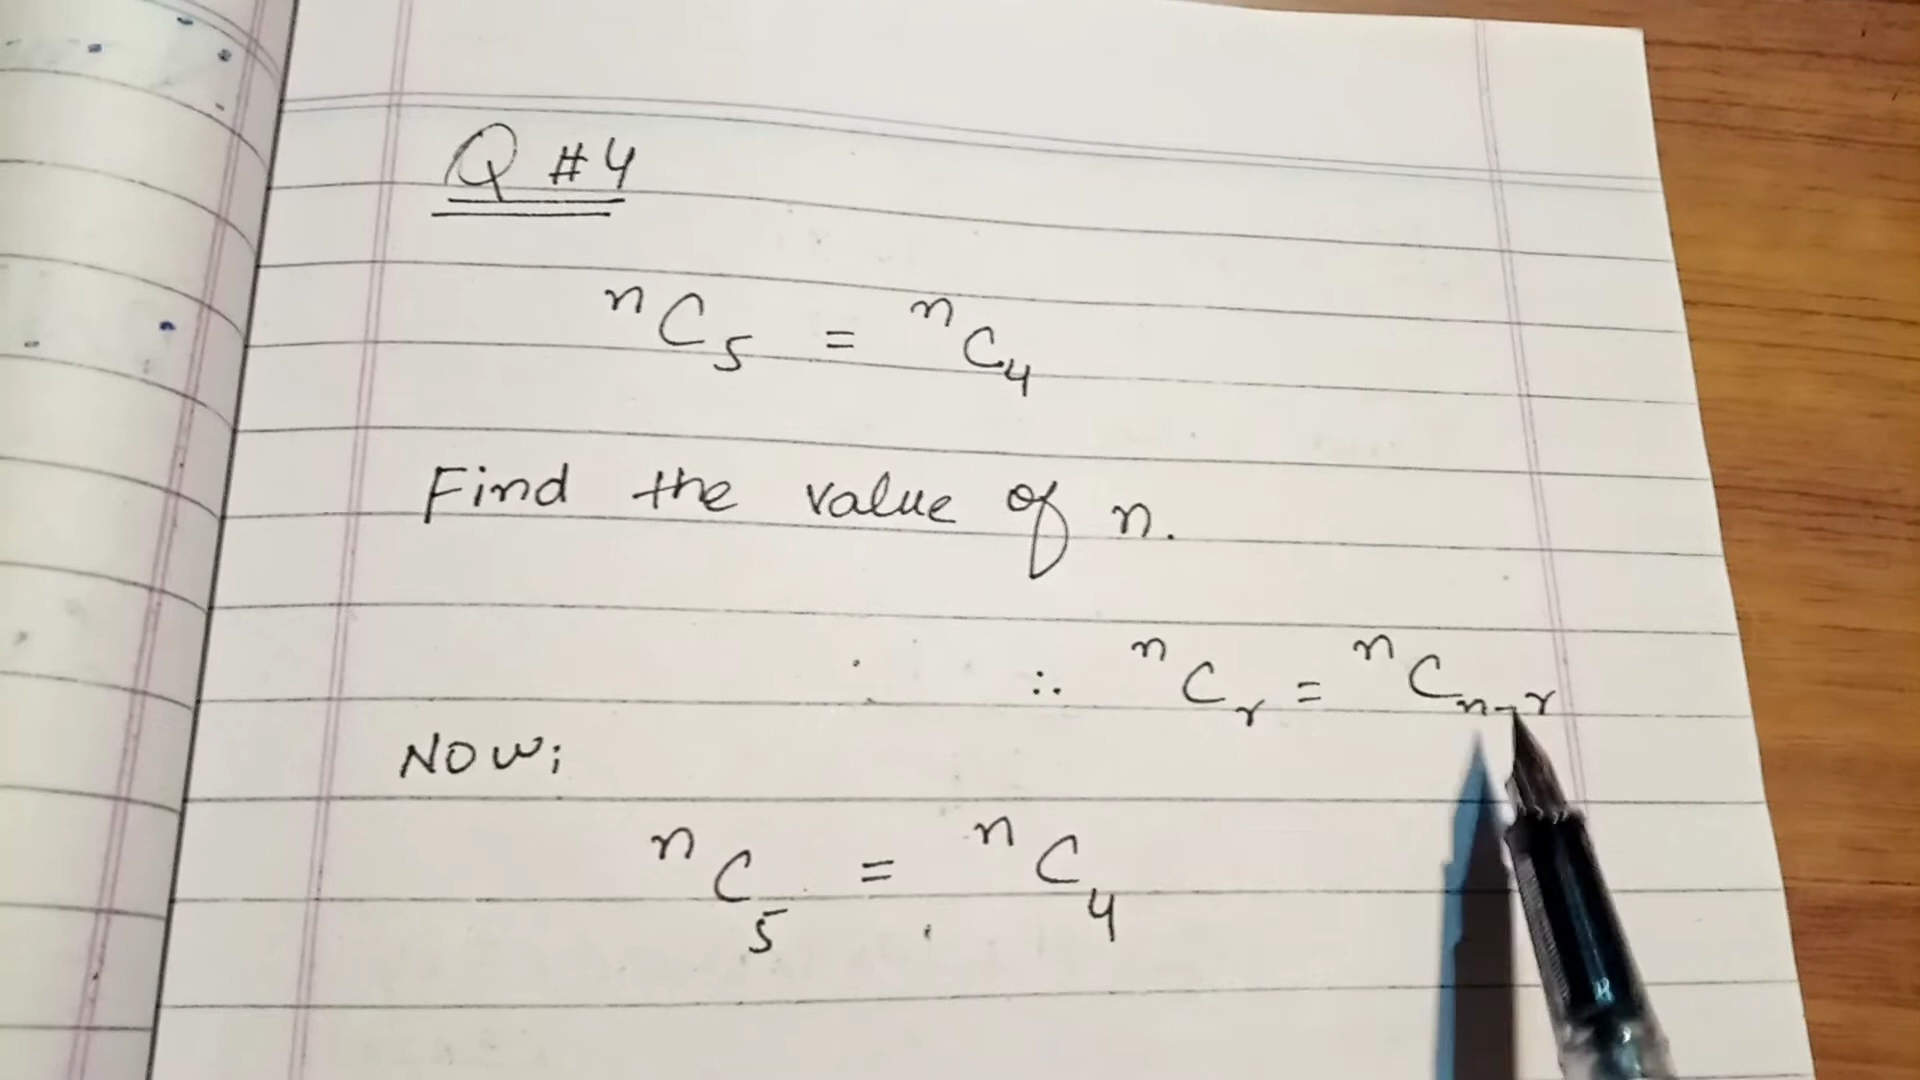 Q #4
ⁿC₅ = ⁿC₄
Find the value of n.
∴ ⁿCᵣ = ⁿCₙ₋ᵣ
NOW;
ⁿC₅ = ⁿC₄